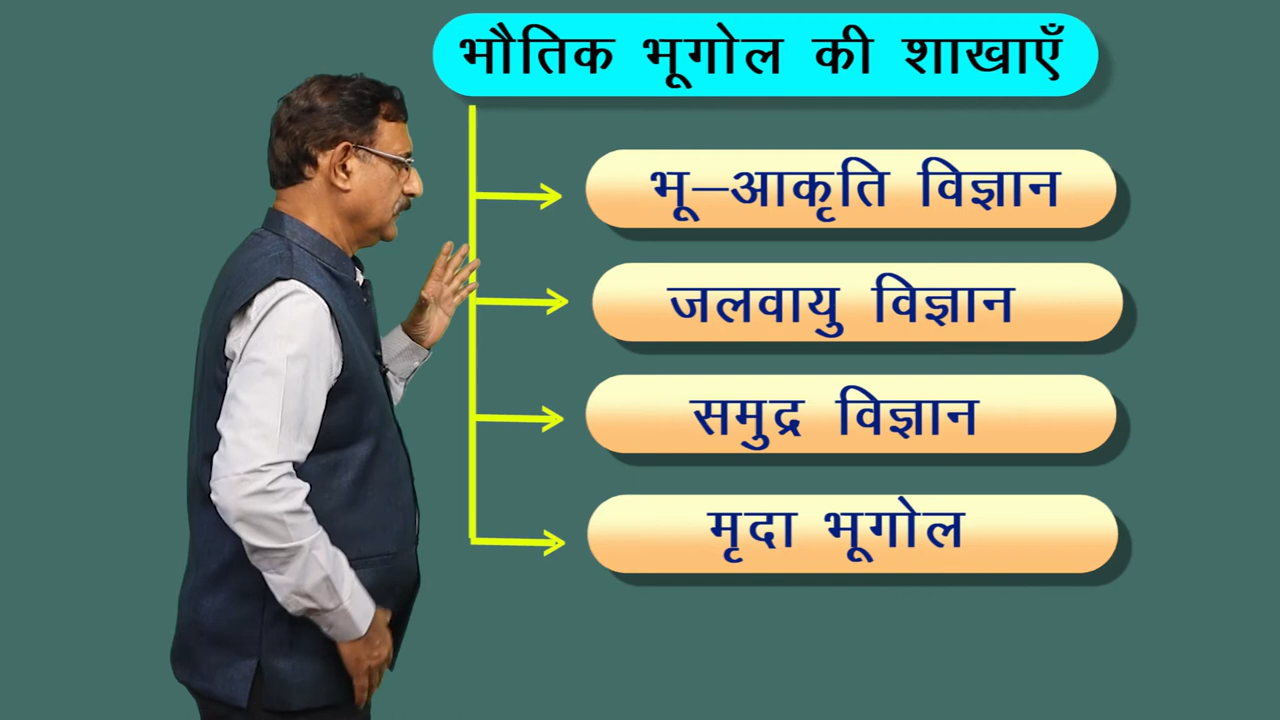 भौतिक भूगोल की शाखाएँ
भू–आकृति विज्ञान
जलवायु विज्ञान
समुद्र विज्ञान
मृदा भूगोल